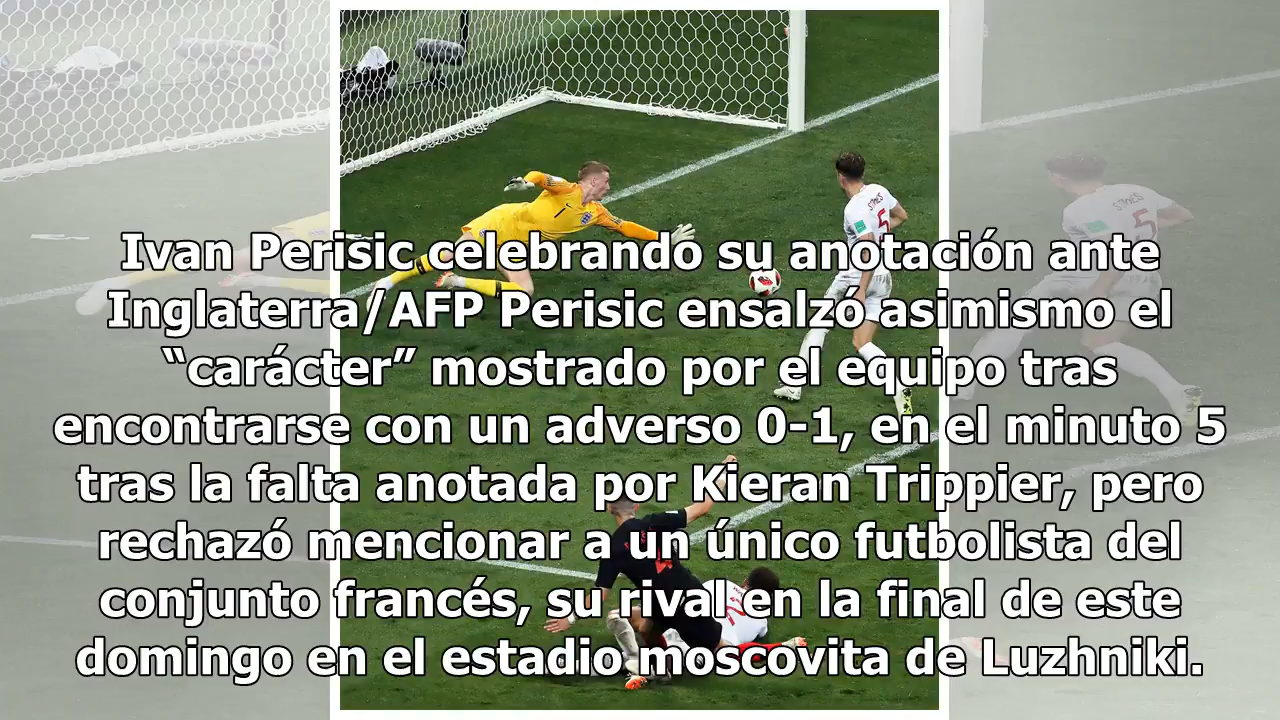 Ivan Perisic celebrando su anotación ante
Inglaterra/AFP Perisic ensalzó asimismo el
“carácter” mostrado por el equipo tras
encontrarse con un adverso 0-1, en el minuto 5
tras la falta anotada por Kieran Trippier, pero
rechazó mencionar a un único futbolista del
conjunto francés, su rival en la final de este
domingo en el estadio moscovita de Luzhniki.
STONES
5
1